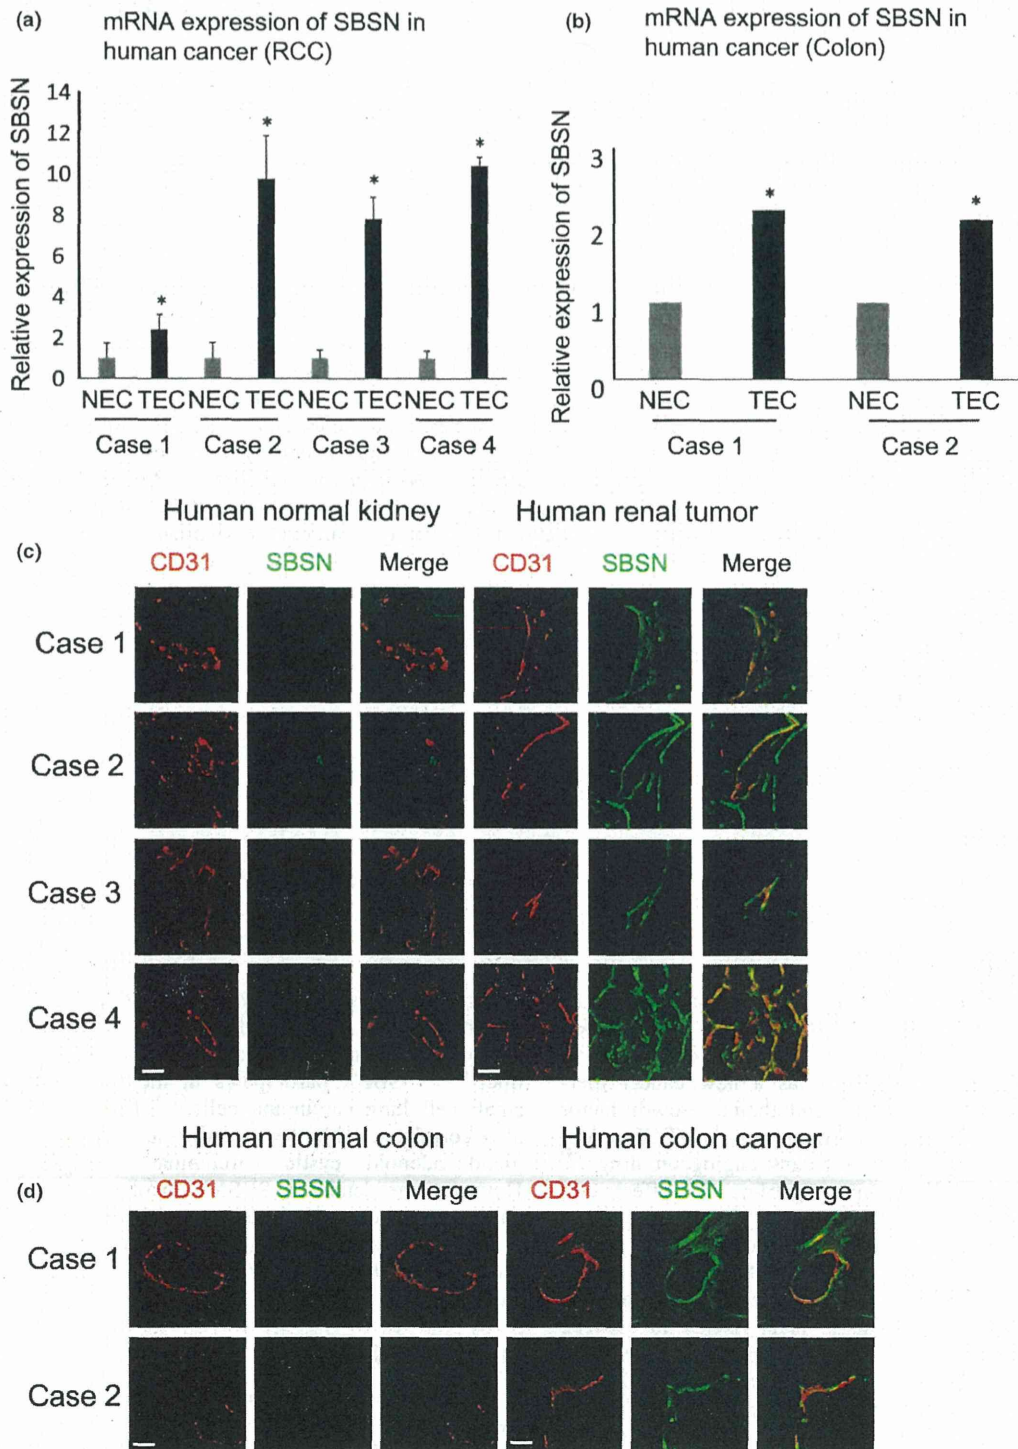 (a)
mRNA expression of SBSN in
human cancer (RCC)
Relative expression of SBSN
14
12
10
8
6
4
2
0
*
*
*
*
NEC TEC NEC TEC NEC TEC NEC TEC
Case 1 Case 2 Case 3 Case 4
(b)
mRNA expression of SBSN in
human cancer (Colon)
Relative expression of SBSN
3
2
1
0
*
*
NEC TEC NEC TEC
Case 1 Case 2
Human normal kidney Human renal tumor
(c)
CD31 SBSN Merge CD31 SBSN Merge
Case 1
Case 2
Case 3
Case 4
Human normal colon Human colon cancer
(d)
CD31 SBSN Merge CD31 SBSN Merge
Case 1
Case 2